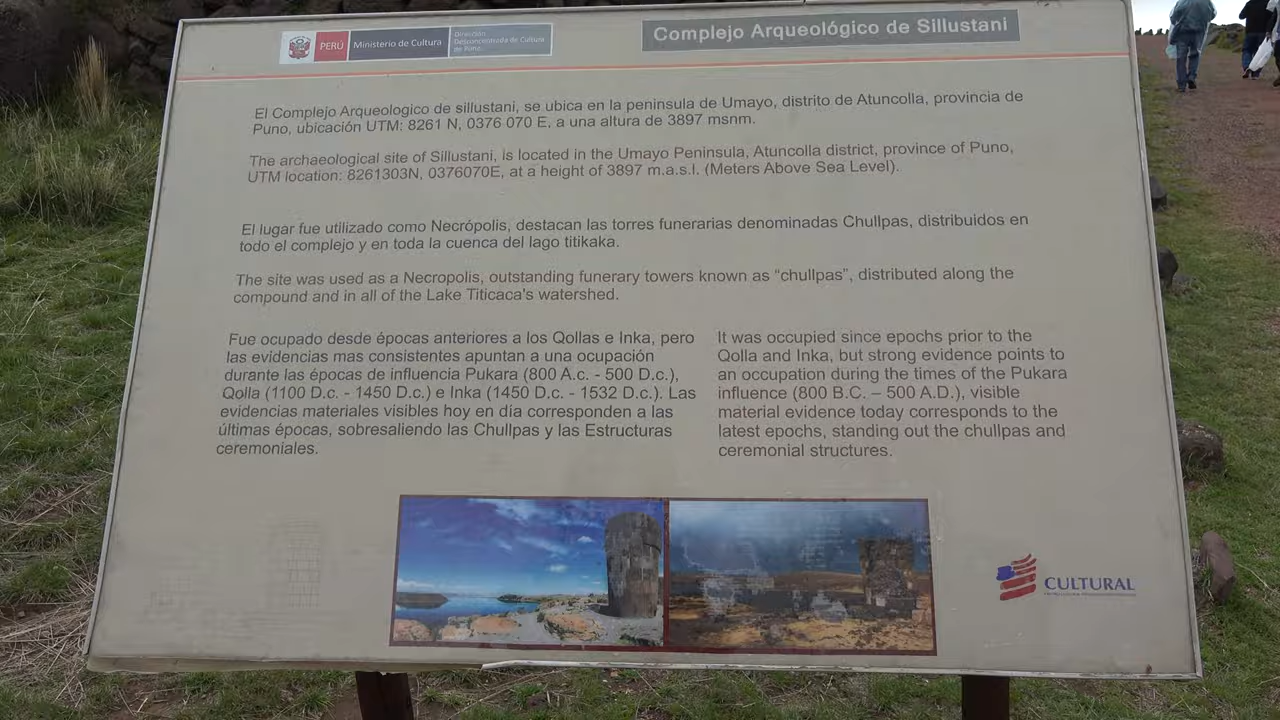 PERÚ
Ministerio de Cultura
Dirección
Desconcentrada de Cultura
de Puno
Complejo Arqueológico de Sillustani
El Complejo Arqueologico de sillustani, se ubica en la peninsula de Umayo, distrito de Atuncolla, provincia de
Puno, ubicación UTM: 8261 N, 0376 070 E, a una altura de 3897 msnm.
The archaeological site of Sillustani, is located in the Umayo Peninsula, Atuncolla district, province of Puno,
UTM location: 8261303N, 0376070E, at a height of 3897 m.a.s.l. (Meters Above Sea Level).
El lugar fue utilizado como Necrópolis, destacan las torres funerarias denominadas Chullpas, distribuidos en
todo el complejo y en toda la cuenca del lago titikaka.
The site was used as a Necropolis, outstanding funerary towers known as “chullpas”, distributed along the
compound and in all of the Lake Titicaca's watershed.
Fue ocupado desde épocas anteriores a los Qollas e Inka, pero
las evidencias mas consistentes apuntan a una ocupación
durante las épocas de influencia Pukara (800 A.c. - 500 D.c.),
Qolla (1100 D.c. - 1450 D.c.) e Inka (1450 D.c. - 1532 D.c.). Las
evidencias materiales visibles hoy en día corresponden a las
últimas épocas, sobresaliendo las Chullpas y las Estructuras
ceremoniales.
It was occupied since epochs prior to the
Qolla and Inka, but strong evidence points to
an occupation during the times of the Pukara
influence (800 B.C. – 500 A.D.), visible
material evidence today corresponds to the
latest epochs, standing out the chullpas and
ceremonial structures.
CULTURAL